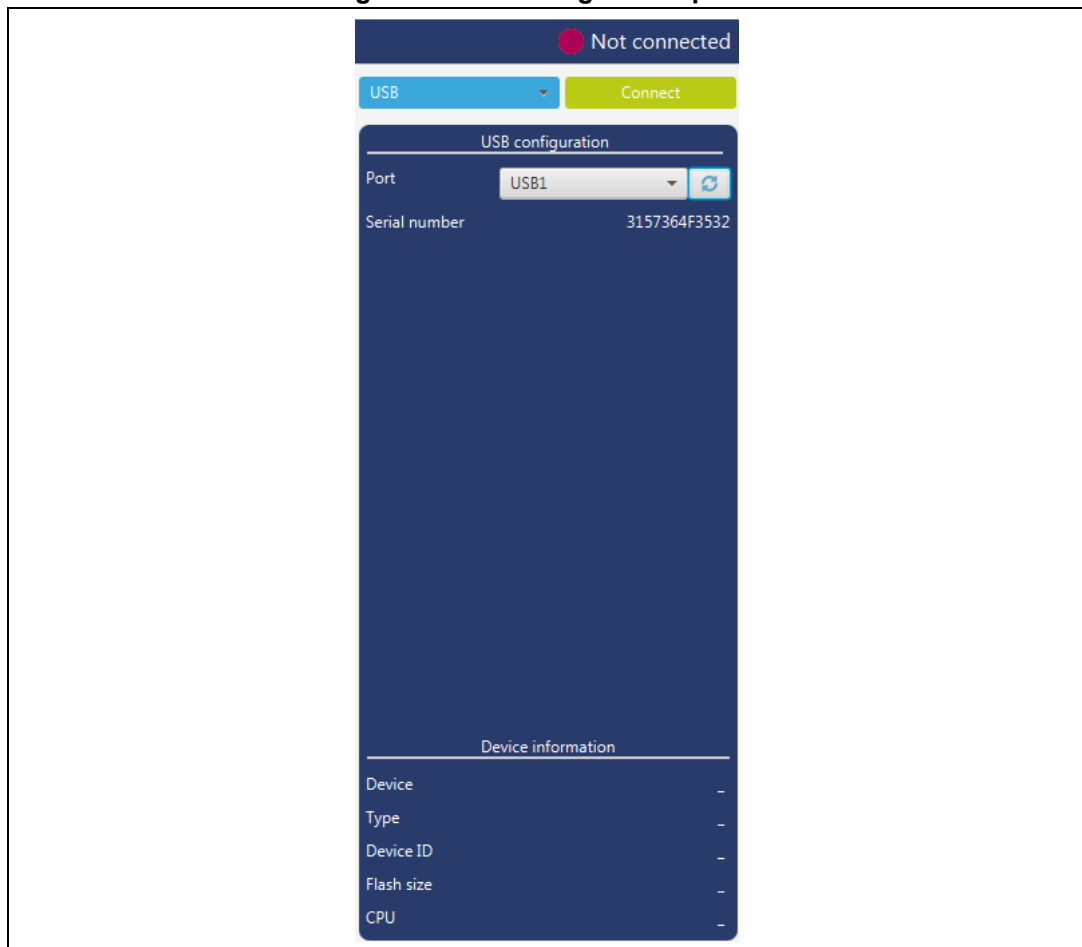 Not connected
USB Connect
USB configuration
Port USB1
Serial number 3157364F3532
Device information
Device _
Type _
Device ID _
Flash size _
CPU _